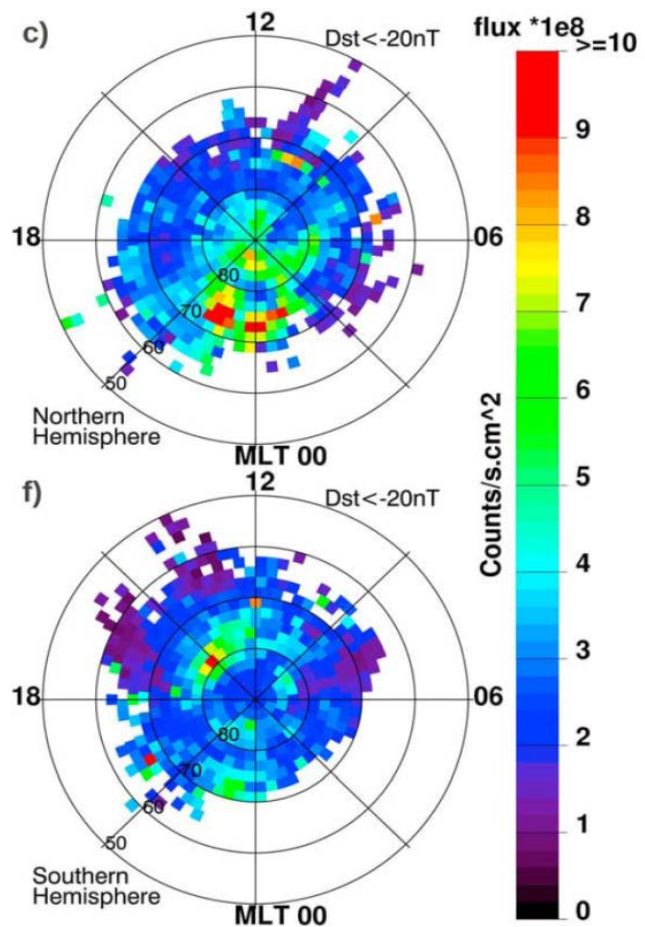 c)
12
Dst<-20nT
flux *1e8
>=10
9
8
7
6
5
4
3
2
1
0
Counts/s.cm^2
18
06
80
70
60
50
Northern
Hemisphere
MLT 00
f)
12
Dst<-20nT
18
06
80
70
60
50
Southern
Hemisphere
MLT 00